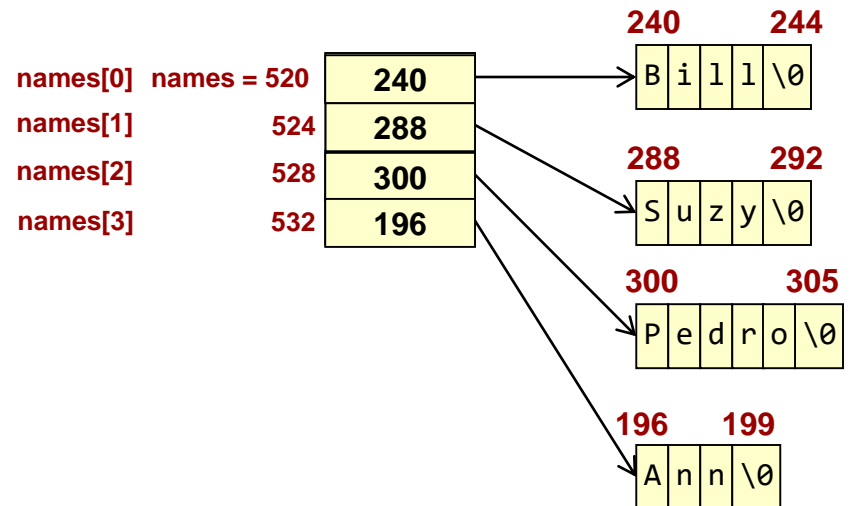 240 244
names[0] names = 520 240 B i l l \0
names[1] 524 288
288 292
names[2] 528 300
names[3] 532 196 S u z y \0
300 305
P e d r o \0
196 199
A n n \0